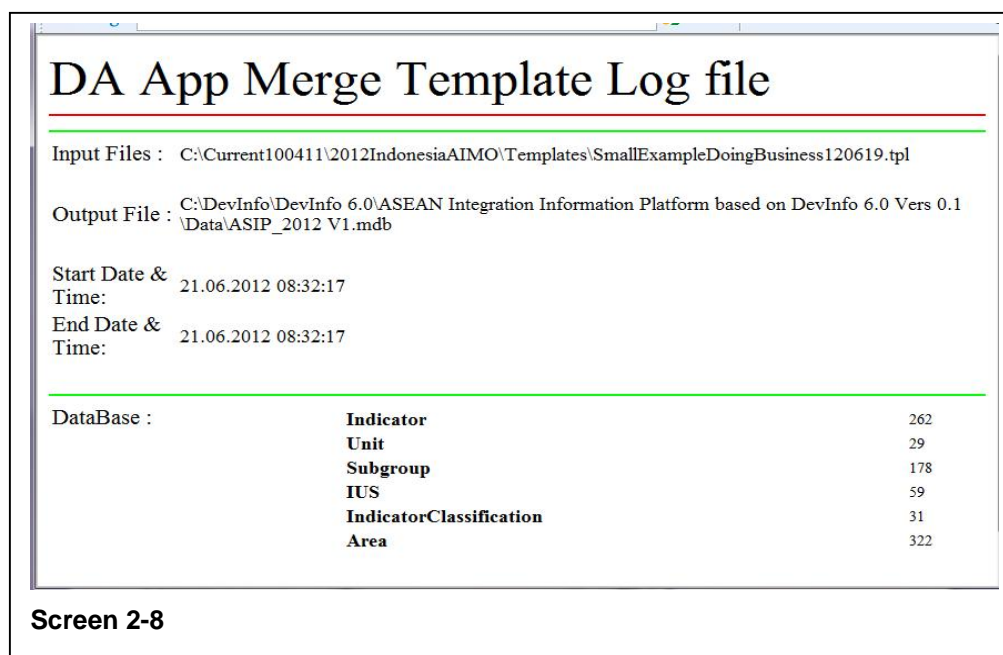 DA App Merge Template Log file
Input Files : C:\Current100411\2012IndonesiaAIMO\Templates\SmallExampleDoingBusiness120619.tpl
Output File : C:\DevInfo\DevInfo 6.0\ASEAN Integration Information Platform based on DevInfo 6.0 Vers 0.1
\Data\ASIP_2012 V1.mdb
Start Date &
Time: 21.06.2012 08:32:17
End Date &
Time: 21.06.2012 08:32:17
DataBase :
Indicator 262
Unit 29
Subgroup 178
IUS 59
IndicatorClassification 31
Area 322
Screen 2-8